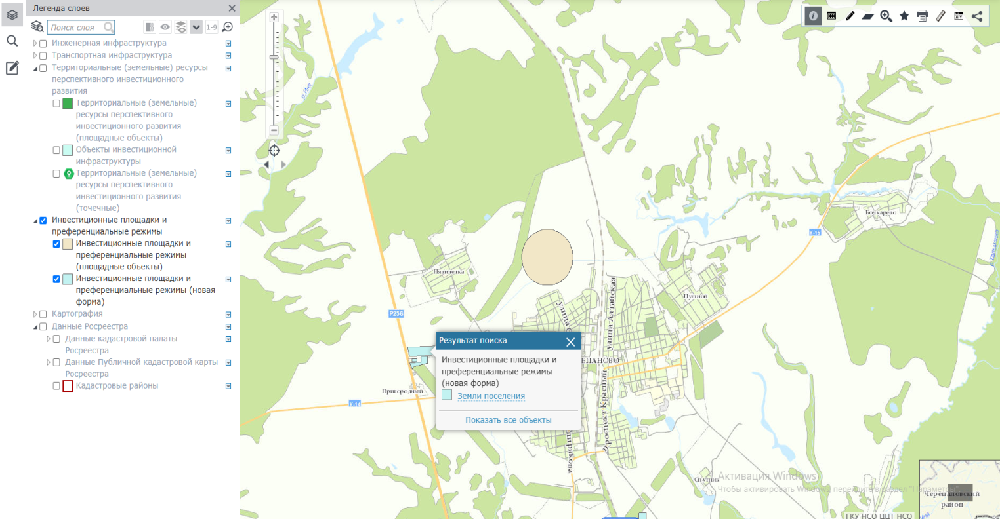 Легенда слоев
Поиск слоя
1-9
Инженерная инфраструктура
Транспортная инфраструктура
Территориальные (земельные) ресурсы
перспективного инвестиционного
развития
Территориальные (земельные)
ресурсы перспективного
инвестиционного развития
(площадные объекты)
Объекты инвестиционной
инфраструктуры
Территориальные (земельные)
ресурсы перспективного
инвестиционного развития
(точечные)
Инвестиционные площадки и
преференциальные режимы
Инвестиционные площадки и
преференциальные режимы
(площадные объекты)
Инвестиционные площадки и
преференциальные режимы (новая
форма)
Картография
Данные Росреестра
Данные кадастровой палаты
Росреестра
Данные Публичной кадастровой карты
Росреестра
Кадастровые районы
р. Иня
Бочкарево
К-15
Пятилетка
Пушной
улица Алтайская
Р256
Результат поиска
Инвестиционные площадки и
преференциальные режимы
(новая форма)
Земли поселения
Показать все объекты
ЕПАНОВО
Пригородный
К-14
проспект Красный
Спутник
Активация Windows
Чтобы активировать Windows, перейдите в раздел "Параметры".
Черепановский
район
ГКУ НСО ЦЦТ НСО